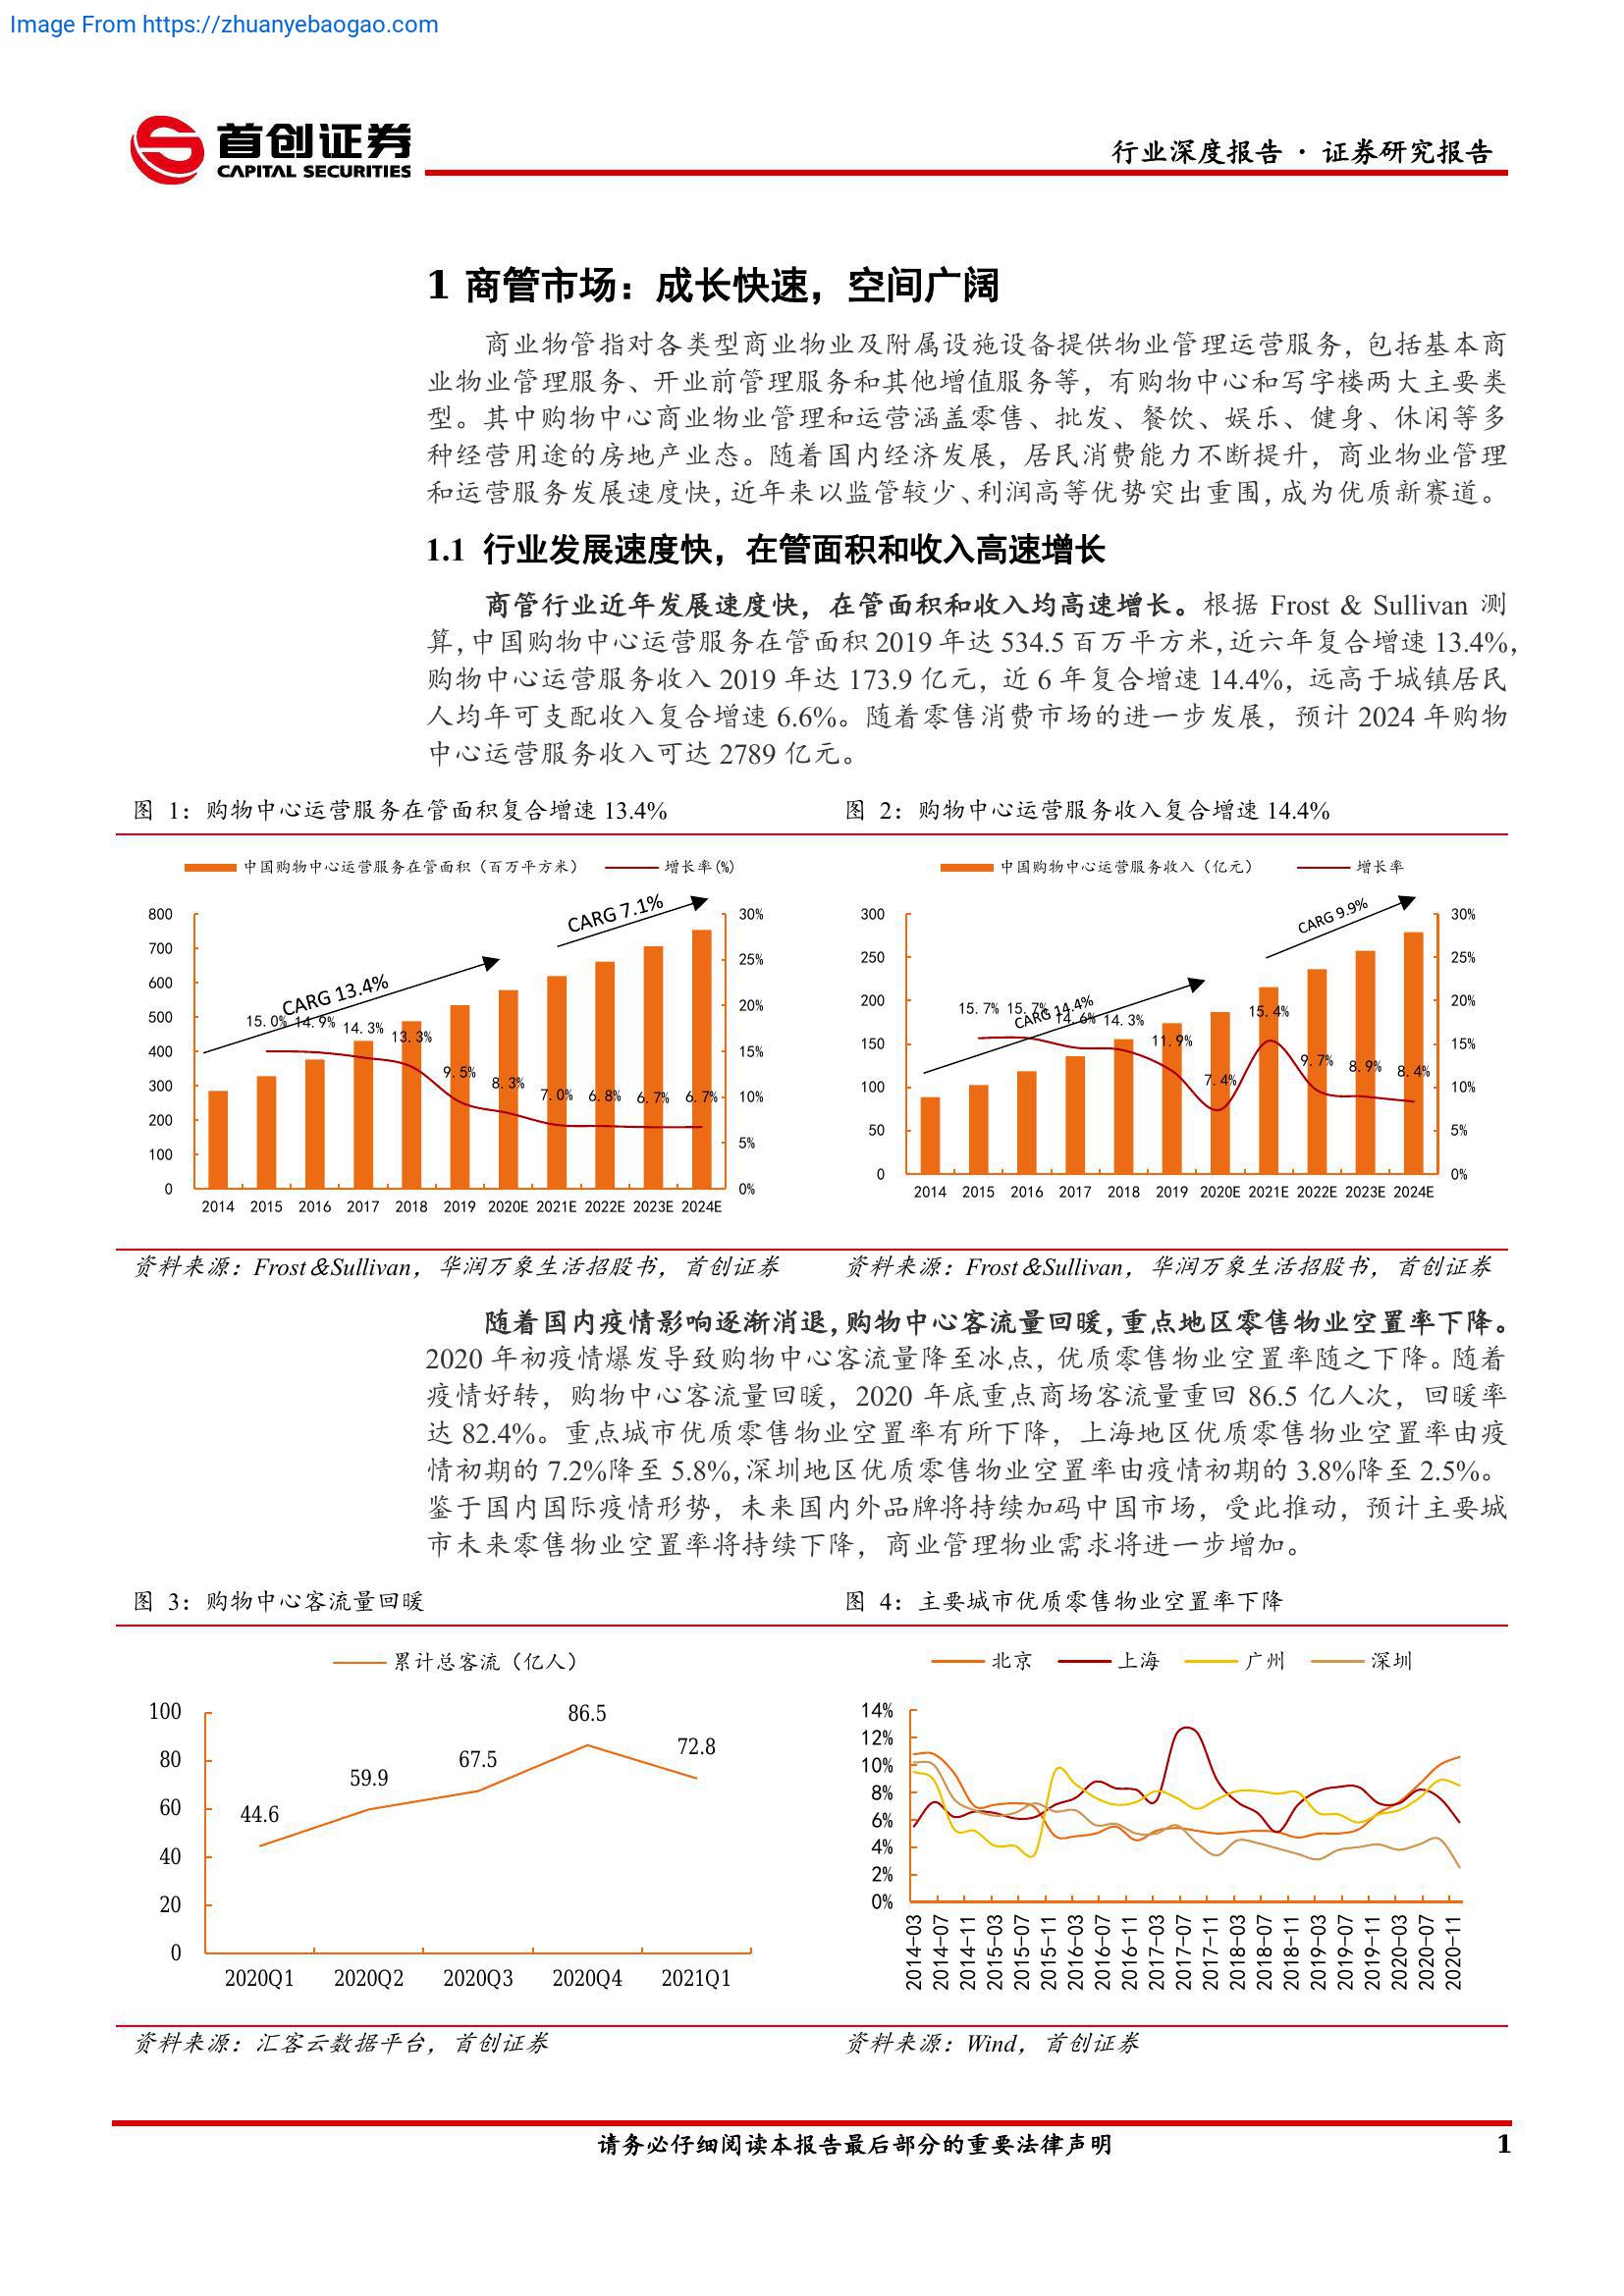 Image From https://zhuanyebaogao.com
首创证券
CAPITAL SECURITIES
行业深度报告 · 证券研究报告
1 商管市场：成长快速，空间广阔
商业物管指对各类型商业物业及附属设施设备提供物业管理运营服务，包括基本商
业物业管理服务、开业前管理服务和其他增值服务等，有购物中心和写字楼两大主要类
型。其中购物中心商业物业管理和运营涵盖零售、批发、餐饮、娱乐、健身、休闲等多
种经营用途的房地产业态。随着国内经济发展，居民消费能力不断提升，商业物业管理
和运营服务发展速度快，近年来以监管较少、利润高等优势突出重围，成为优质新赛道。
1.1 行业发展速度快，在管面积和收入高速增长
商管行业近年发展速度快，在管面积和收入均高速增长。根据 Frost & Sullivan 测
算，中国购物中心运营服务在管面积 2019 年达 534.5 百万平方米，近六年复合增速 13.4%，
购物中心运营服务收入 2019 年达 173.9 亿元，近 6 年复合增速 14.4%，远高于城镇居民
人均年可支配收入复合增速 6.6%。随着零售消费市场的进一步发展，预计 2024 年购物
中心运营服务收入可达 2789 亿元。
图 1：购物中心运营服务在管面积复合增速 13.4%
中国购物中心运营服务在管面积（百万平方米） 增长率(%)
CARG 7.1%
CARG 13.4%
800
700
600
500
400
300
200
100
0
30%
25%
20%
15%
10%
5%
0%
15.0% 14.9% 14.3% 13.3% 9.5% 8.3% 7.0% 6.8% 6.7% 6.7%
2014 2015 2016 2017 2018 2019 2020E 2021E 2022E 2023E 2024E
资料来源：Frost&Sullivan，华润万象生活招股书，首创证券
图 2：购物中心运营服务收入复合增速 14.4%
中国购物中心运营服务收入（亿元） 增长率
CARG 9.9%
CARG 14.4%
300
250
200
150
100
50
0
30%
25%
20%
15%
10%
5%
0%
15.7% 15.7% 14.6% 14.3% 11.9% 7.4% 15.4% 9.7% 8.9% 8.4%
2014 2015 2016 2017 2018 2019 2020E 2021E 2022E 2023E 2024E
资料来源：Frost&Sullivan，华润万象生活招股书，首创证券
随着国内疫情影响逐渐消退，购物中心客流量回暖，重点地区零售物业空置率下降。
2020 年初疫情爆发导致购物中心客流量降至冰点，优质零售物业空置率随之下降。随着
疫情好转，购物中心客流量回暖，2020 年底重点商场客流量重回 86.5 亿人次，回暖率
达 82.4%。重点城市优质零售物业空置率有所下降，上海地区优质零售物业空置率由疫
情初期的 7.2%降至 5.8%，深圳地区优质零售物业空置率由疫情初期的 3.8%降至 2.5%。
鉴于国内国际疫情形势，未来国内外品牌将持续加码中国市场，受此推动，预计主要城
市未来零售物业空置率将持续下降，商业管理物业需求将进一步增加。
图 3：购物中心客流量回暖
累计总客流（亿人）
100
80
60
40
20
0
44.6 59.9 67.5 86.5 72.8
2020Q1 2020Q2 2020Q3 2020Q4 2021Q1
资料来源：汇客云数据平台，首创证券
图 4：主要城市优质零售物业空置率下降
北京 上海 广州 深圳
14%
12%
10%
8%
6%
4%
2%
0%
2014-03 2014-07 2014-11 2015-03 2015-07 2015-11 2016-03 2016-07 2016-11 2017-03 2017-07 2017-11 2018-03 2018-07 2018-11 2019-03 2019-07 2019-11 2020-03 2020-07 2020-11
资料来源：Wind，首创证券
请务必仔细阅读本报告最后部分的重要法律声明
1